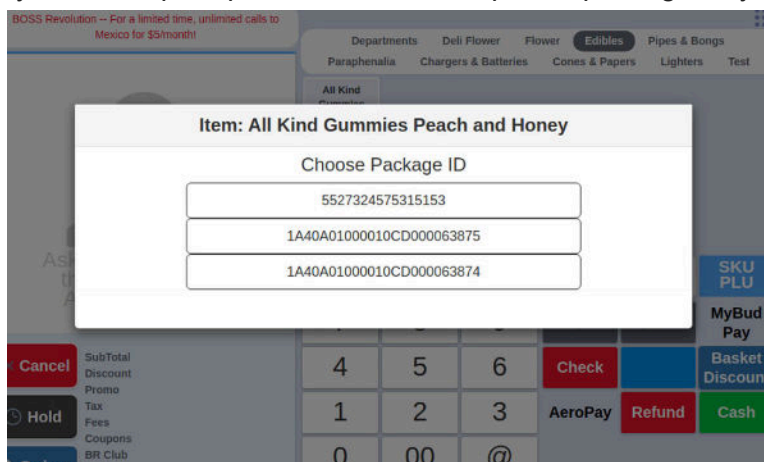 BOSS Revolution -- For a limited time, unlimited calls to
Mexico for $5/month!
Departments Deli Flower Flower Edibles Pipes & Bongs
Paraphenalia Chargers & Batteries Cones & Papers Lighters Test
All Kind
Gummies
Item: All Kind Gummies Peach and Honey
Choose Package ID
5527324575315153
1A40A01000010CD000063875
1A40A01000010CD000063874
SKU
PLU
MyBud
Pay
Cancel
SubTotal
Discount
Promo
Tax
Fees
Coupons
BR Club
4 5 6 Check
Basket
Discoun
Hold
1 2 3 AeroPay Refund Cash
0 00 @